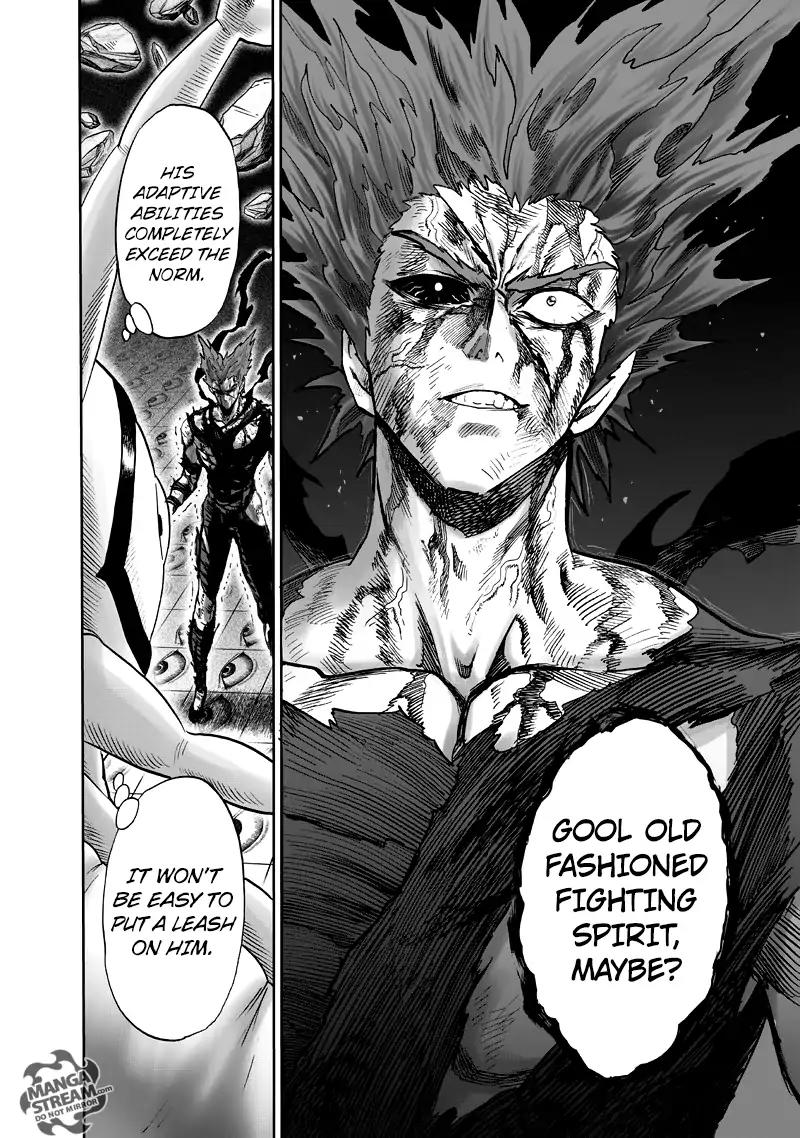 GOOL OLD
FASHIONED
FIGHTING
SPIRIT,
MAYBE?
HIS
ADAPTIVE
ABILITIES
COMPLETELY
EXCEED THE
NORM.
IT WON'T
BE EASY TO
PUT A LEASH
ON HIM.
MANGA
STREAM.com
DO NOT MIRROR